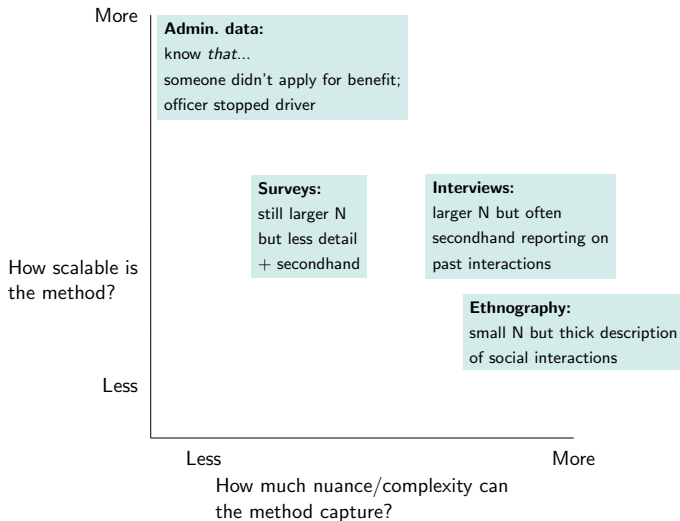 More
Admin. data:
know that...
someone didn't apply for benefit;
officer stopped driver
Surveys:
still larger N
but less detail
+ secondhand
Interviews:
larger N but often
secondhand reporting on
past interactions
How scalable is
the method?
Ethnography:
small N but thick description
of social interactions
Less
Less
More
How much nuance/complexity can
the method capture?